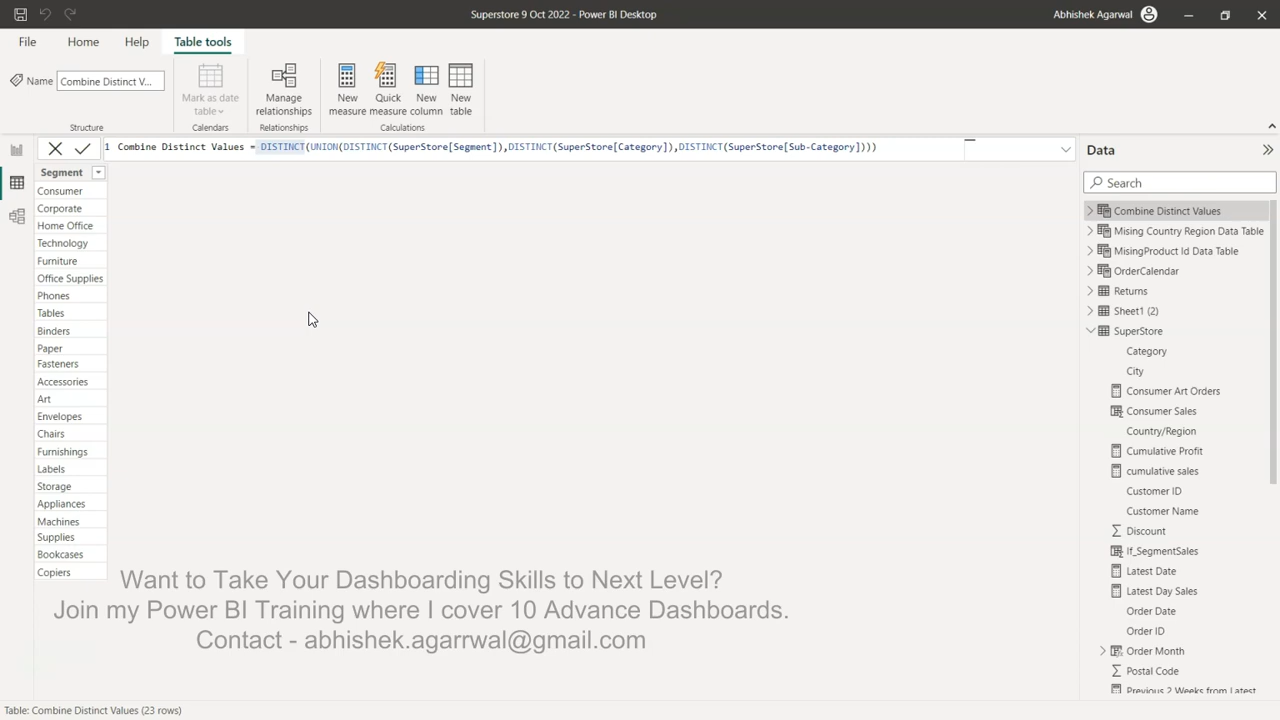 Superstore 9 Oct 2022 - Power BI Desktop
Abhishek Agarwal
File
Home
Help
Table tools
Name
Combine Distinct V...
Mark as date
table
New
measure
Quick
measure
New
column
New
table
Manage
relationships
Structure
Calendars
Relationships
Calculations
1 Combine Distinct Values = DISTINCT(UNION(DISTINCT(SuperStore[Segment]),DISTINCT(SuperStore[Category]),DISTINCT(SuperStore[Sub-Category])))
Segment
Consumer
Corporate
Home Office
Technology
Furniture
Office Supplies
Phones
Tables
Binders
Paper
Fasteners
Accessories
Art
Envelopes
Chairs
Furnishings
Labels
Storage
Appliances
Machines
Supplies
Bookcases
Copiers
Data
Search
Combine Distinct Values
Mising Country Region Data Table
MisingProduct Id Data Table
OrderCalendar
Returns
Sheet1 (2)
SuperStore
Category
City
Consumer Art Orders
Consumer Sales
Country/Region
Cumulative Profit
cumulative sales
Customer ID
Customer Name
Discount
If_SegmentSales
Latest Date
Latest Day Sales
Order Date
Order ID
Order Month
Postal Code
Previous 2 Weeks from Latest
Want to Take Your Dashboarding Skills to Next Level?
Join my Power BI Training where I cover 10 Advance Dashboards.
Contact - abhishek.agarrwal@gmail.com
Table: Combine Distinct Values (23 rows)